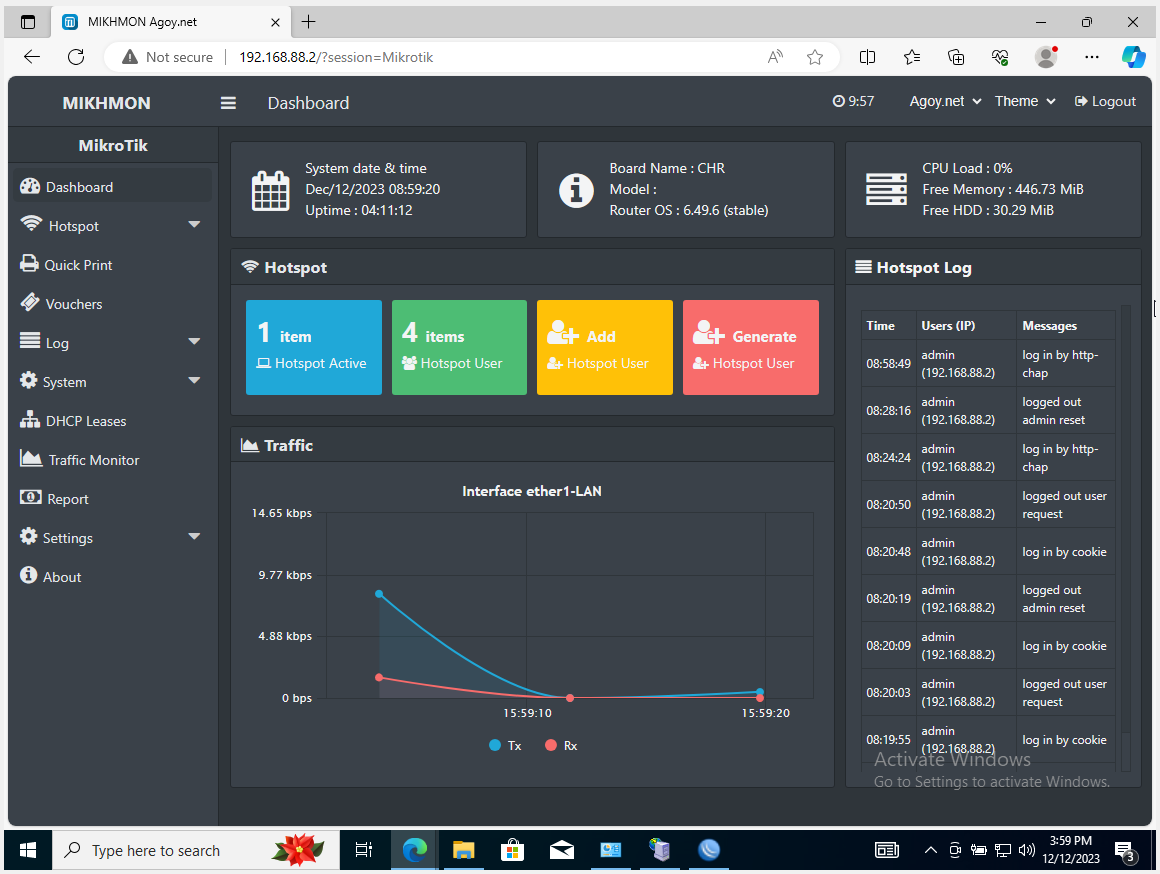 MIKHMON Agoy.net
Not secure
192.168.88.2/?session=Mikrotik
MIKHMON
Dashboard
9:57
Agoy.net
Theme
Logout
MikroTik
Dashboard
Hotspot
Quick Print
Vouchers
Log
System
DHCP Leases
Traffic Monitor
Report
Settings
About
System date & time
Dec/12/2023 08:59:20
Uptime : 04:11:12
Board Name : CHR
Model :
Router OS : 6.49.6 (stable)
CPU Load : 0%
Free Memory : 446.73 MiB
Free HDD : 30.29 MiB
Hotspot
1 item
Hotspot Active
4 items
Hotspot User
Add
Hotspot User
Generate
Hotspot User
Traffic
Interface ether1-LAN
14.65 kbps
9.77 kbps
4.88 kbps
0 bps
15:59:10
15:59:20
Tx
Rx
Hotspot Log
Time Users (IP) Messages
08:58:49 admin (192.168.88.2) log in by http-chap
08:28:16 admin (192.168.88.2) logged out admin reset
08:24:24 admin (192.168.88.2) log in by http-chap
08:20:50 admin (192.168.88.2) logged out user request
08:20:48 admin (192.168.88.2) log in by cookie
08:20:19 admin (192.168.88.2) logged out admin reset
08:20:09 admin (192.168.88.2) log in by cookie
08:20:03 admin (192.168.88.2) logged out user request
08:19:55 admin (192.168.88.2) log in by cookie
Activate Windows
Go to Settings to activate Windows.
Type here to search
3:59 PM
12/12/2023
3